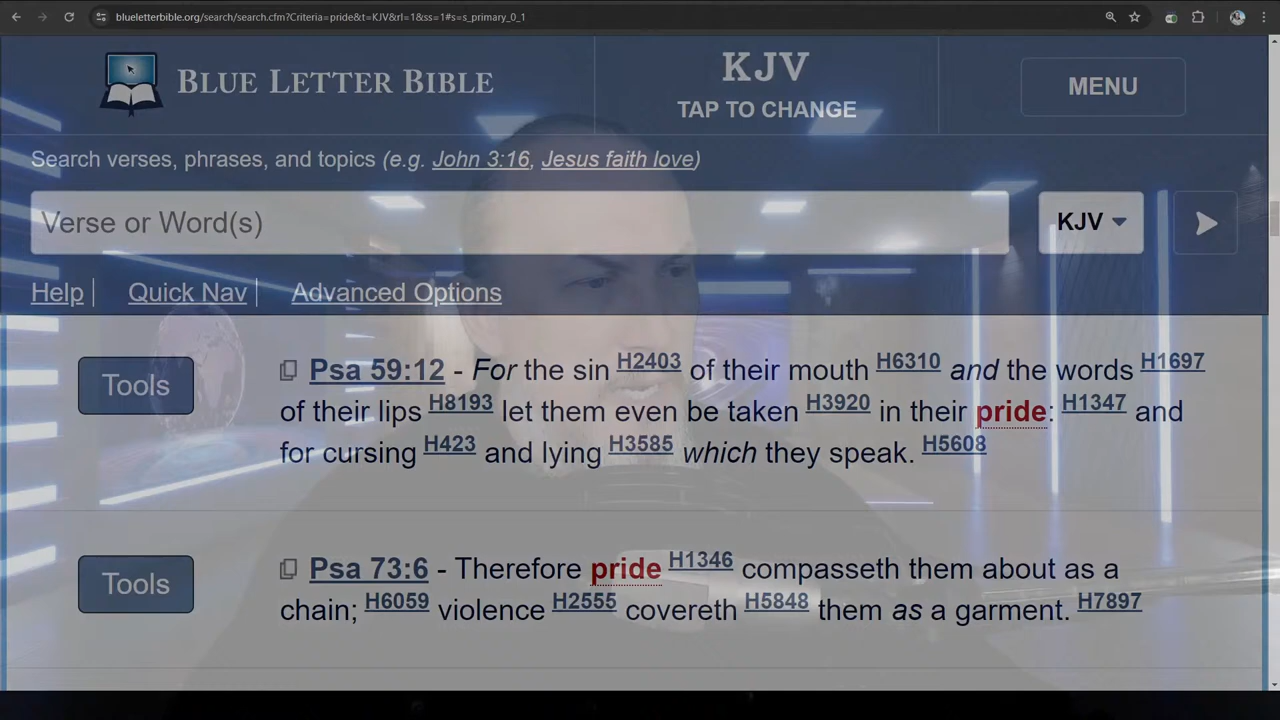 blueletterbible.org/search/search.cfm?Criteria=pride&t=KJV&rl=1&ss=1#s=s_primary_0_1
BLUE LETTER BIBLE
KJV
TAP TO CHANGE
MENU
Search verses, phrases, and topics (e.g. John 3:16, Jesus faith love)
Verse or Word(s)
KJV
Help
Quick Nav
Advanced Options
Tools
Psa 59:12 - For the sin H2403 of their mouth H6310 and the words H1697
of their lips H8193 let them even be taken H3920 in their pride: H1347 and
for cursing H423 and lying H3585 which they speak. H5608
Tools
Psa 73:6 - Therefore pride H1346 compasseth them about as a
chain; H6059 violence H2555 covereth H5848 them as a garment. H7897